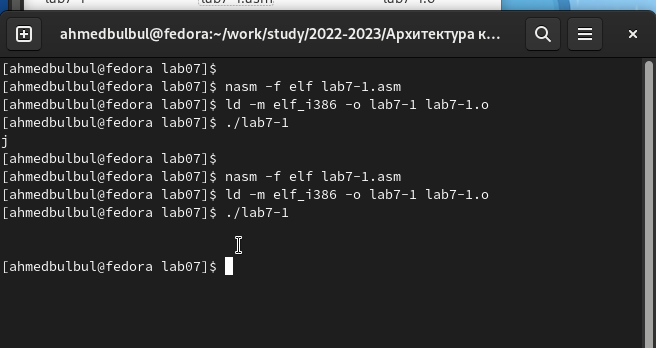 ahmedbulbul@fedora:~/work/study/2022-2023/Архитектура к...
[ahmedbulbul@fedora lab07]$
[ahmedbulbul@fedora lab07]$ nasm -f elf lab7-1.asm
[ahmedbulbul@fedora lab07]$ ld -m elf_i386 -o lab7-1 lab7-1.o
[ahmedbulbul@fedora lab07]$ ./lab7-1
j
[ahmedbulbul@fedora lab07]$
[ahmedbulbul@fedora lab07]$ nasm -f elf lab7-1.asm
[ahmedbulbul@fedora lab07]$ ld -m elf_i386 -o lab7-1 lab7-1.o
[ahmedbulbul@fedora lab07]$ ./lab7-1
[ahmedbulbul@fedora lab07]$